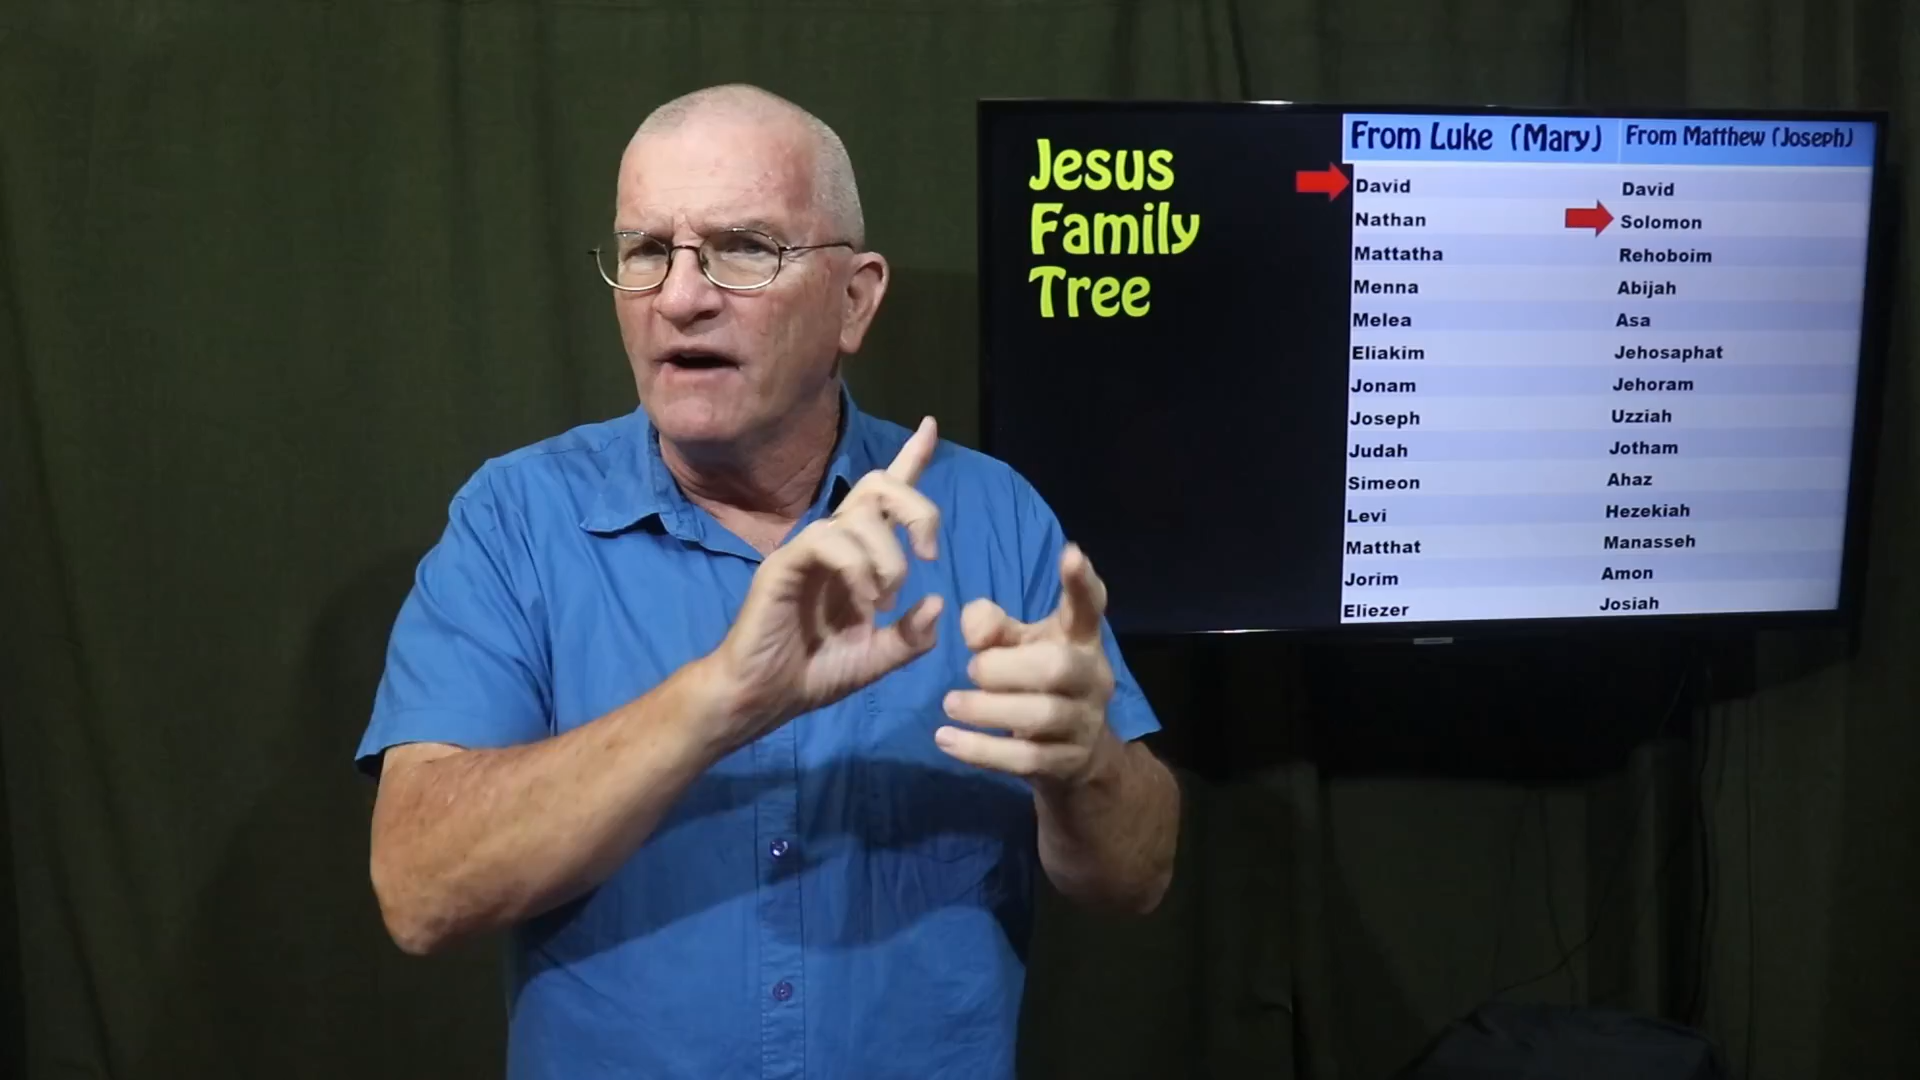 Jesus
Family
Tree
From Luke (Mary) From Matthew (Joseph)
David David
Nathan Solomon
Mattatha Rehoboim
Menna Abijah
Melea Asa
Eliakim Jehosaphat
Jonam Jehoram
Joseph Uzziah
Judah Jotham
Simeon Ahaz
Levi Hezekiah
Matthat Manasseh
Jorim Amon
Eliezer Josiah